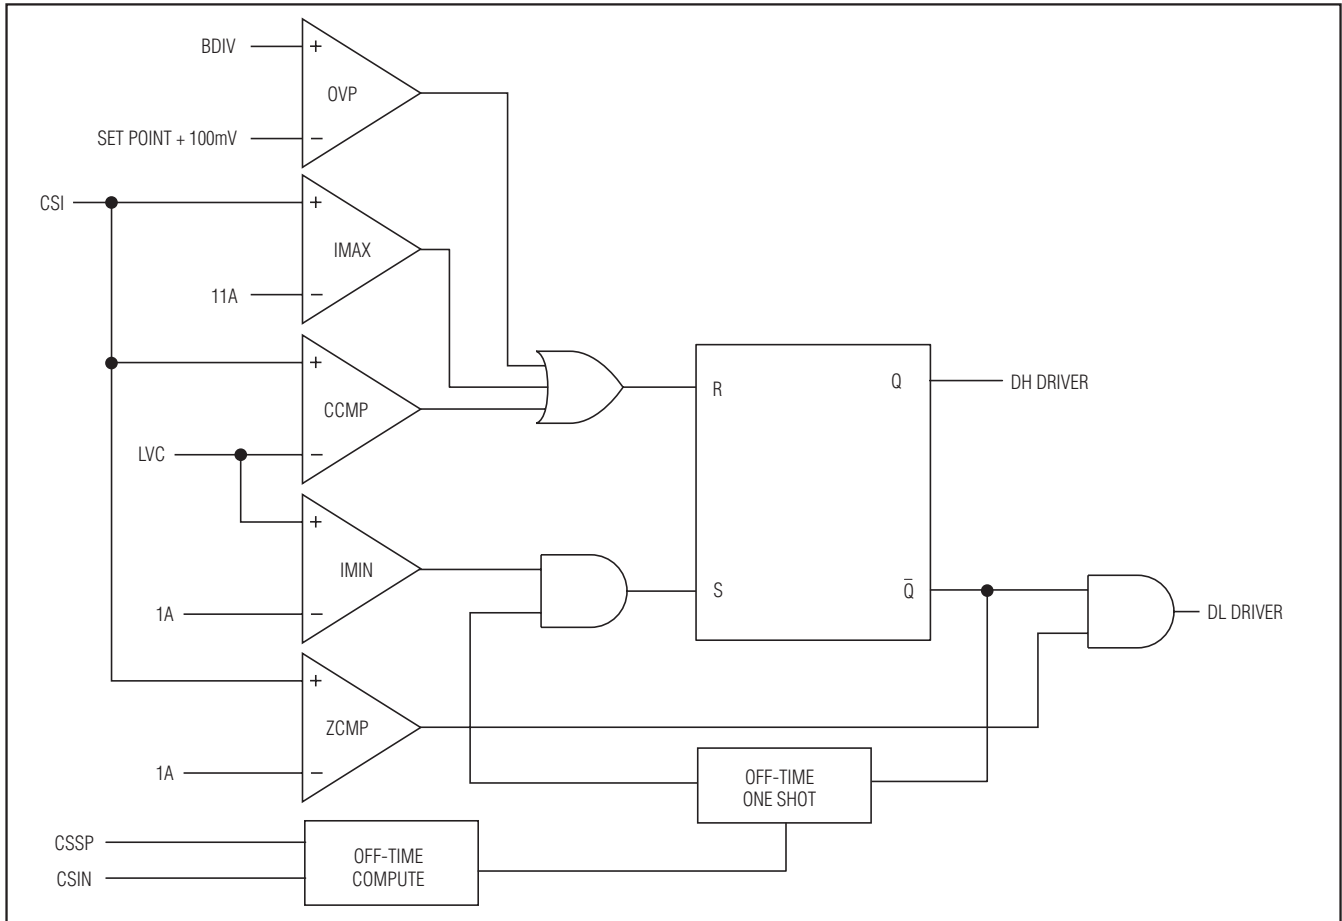 BDIV
+
OVP
SET POINT + 100mV
−
CSI
+
IMAX
11A
−
+
CCMP
LVC
−
+
IMIN
1A
−
+
ZCMP
1A
−
CSSP
CSIN
OFF-TIME
COMPUTE
OFF-TIME
ONE SHOT
R
S
Q
Q̅
DH DRIVER
DL DRIVER